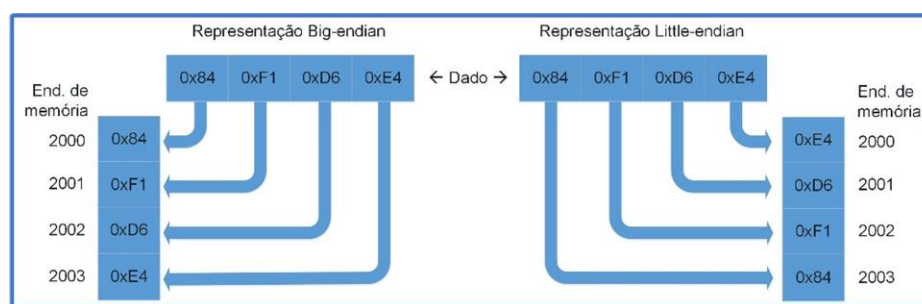 Representação Big-endian
Representação Little-endian
0x84 0xF1 0xD6 0xE4
← Dado →
0x84 0xF1 0xD6 0xE4
End. de
memória
2000 0x84
2001 0xF1
2002 0xD6
2003 0xE4
End. de
memória
0xE4 2000
0xD6 2001
0xF1 2002
0x84 2003